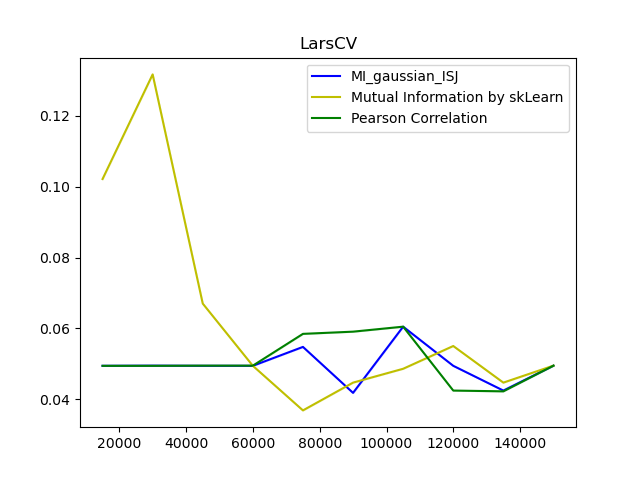 LarsCV
MI_gaussian_ISJ
Mutual Information by skLearn
Pearson Correlation
0.12
0.10
0.08
0.06
0.04
20000 40000 60000 80000 100000 120000 140000